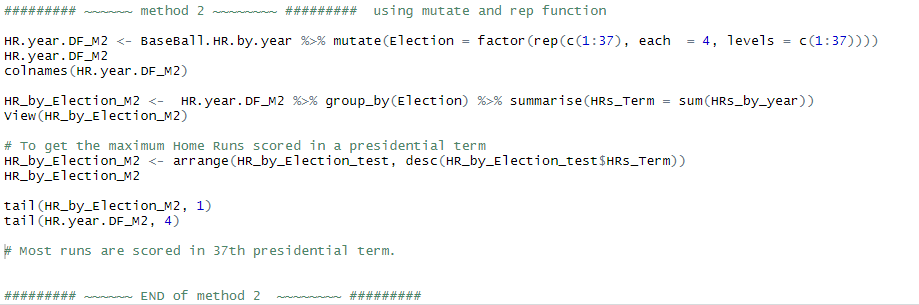 ######### ~~~~~~ method 2 ~~~~~~~~ #########  using mutate and rep function
HR.year.DF_M2 <- BaseBall.HR.by.year %>% mutate(Election = factor(rep(c(1:37), each  = 4, levels = c(1:37))))
HR.year.DF_M2
colnames(HR.year.DF_M2)
HR_by_Election_M2 <-  HR.year.DF_M2 %>% group_by(Election) %>% summarise(HRs_Term = sum(HRs_by_year))
View(HR_by_Election_M2)
# To get the maximum Home Runs scored in a presidential term
HR_by_Election_M2 <- arrange(HR_by_Election_test, desc(HR_by_Election_test$HRs_Term))
HR_by_Election_M2
tail(HR_by_Election_M2, 1)
tail(HR.year.DF_M2, 4)
# Most runs are scored in 37th presidential term.
######### ~~~~~~ END of method 2  ~~~~~~~~ #########